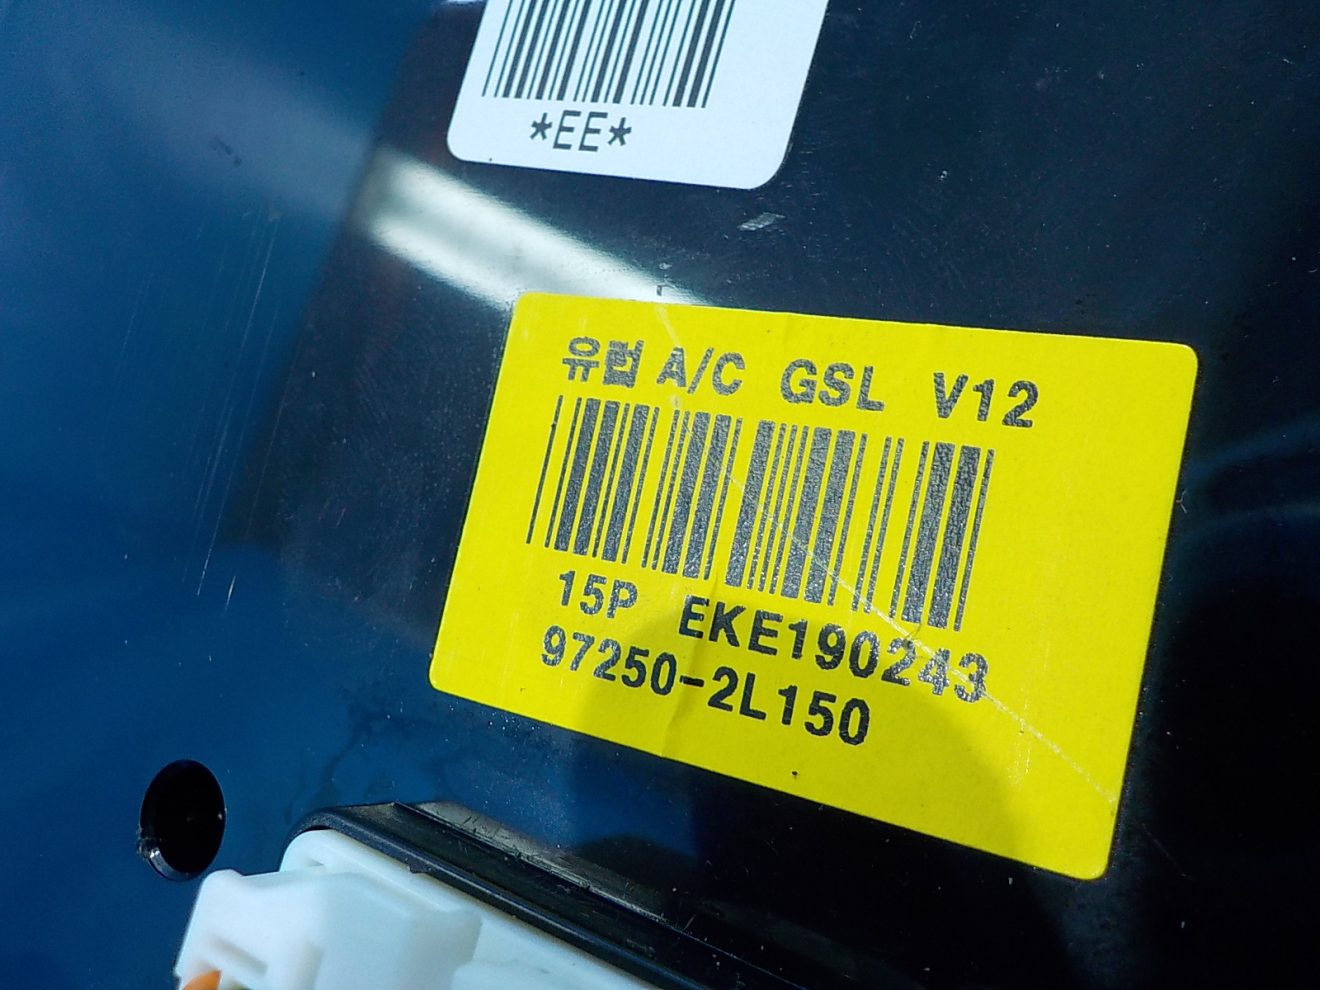 *EE*
유럽 A/C GSL V12
15P EKE190243
97250-2L150